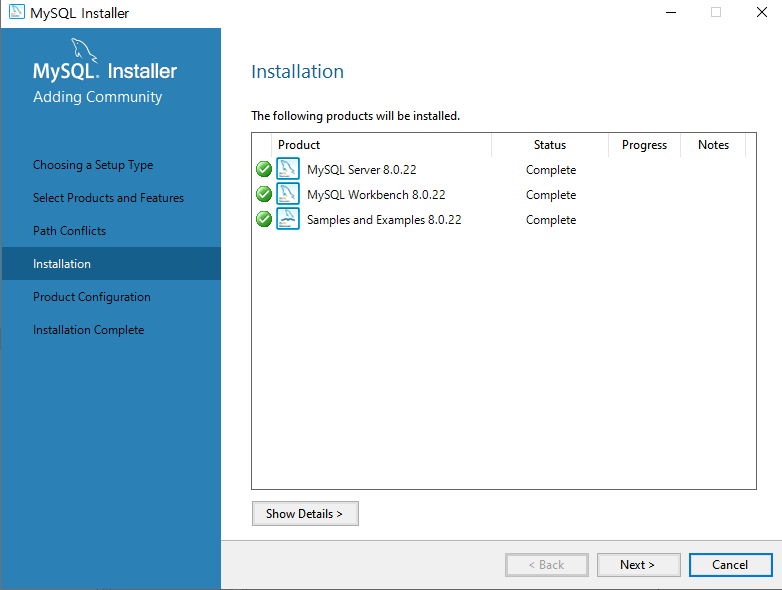 MySQL Installer
MySQL. Installer
Adding Community
Choosing a Setup Type
Select Products and Features
Path Conflicts
Installation
Product Configuration
Installation Complete
Installation
The following products will be installed.
Product Status Progress Notes
MySQL Server 8.0.22 Complete
MySQL Workbench 8.0.22 Complete
Samples and Examples 8.0.22 Complete
Show Details >
< Back Next > Cancel